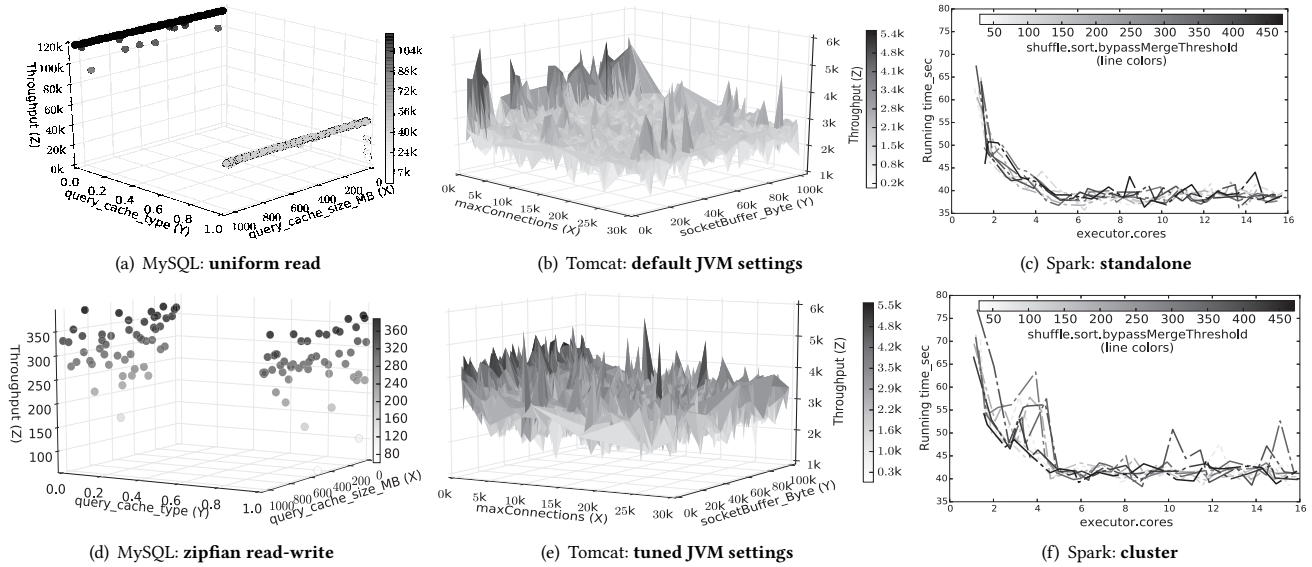 120k
100k
80k
60k
40k
20k
0k
Throughput (Z)
0.0
0.2
0.4
0.6
0.8
1.0
query_cache_type (Y)
1000
800
600
400
200
0
query_cache_size_MB (X)
104k
88k
72k
56k
40k
24k
7k
(a) MySQL: uniform read
6k
5k
4k
3k
2k
1k
Throughput (Z)
0k
5k
10k
15k
20k
25k
30k
maxConnections (X)
0k
20k
40k
60k
80k
100k
socketBuffer_Byte (Y)
5.4k
4.7k
4.1k
3.4k
2.8k
2.1k
1.5k
0.8k
0.2k
(b) Tomcat: default JVM settings
80
75
70
65
60
55
50
45
40
35
Running time_sec
50 100 150 200 250 300 350 400 450
shuffle.sort.bypassMergeThreshold
(line colors)
0 2 4 6 8 10 12 14 16
executor.cores
(c) Spark: standalone
350
300
250
200
150
100
Throughput (Z)
0.0
0.2
0.4
0.6
0.8
1.0
query_cache_type (Y)
1000
800
600
400
200
0
query_cache_size_MB (X)
360
320
280
240
200
160
120
80
(d) MySQL: zipfian read-write
6k
5k
4k
3k
2k
1k
Throughput (Z)
0k
5k
10k
15k
20k
25k
30k
maxConnections (X)
0k
20k
40k
60k
80k
100k
socketBuffer_Byte (Y)
5.5k
4.9k
4.2k
3.6k
2.9k
2.2k
1.6k
0.9k
0.3k
(e) Tomcat: tuned JVM settings
80
75
70
65
60
55
50
45
40
35
Running time_sec
50 100 150 200 250 300 350 400 450
shuffle.sort.bypassMergeThreshold
(line colors)
0 2 4 6 8 10 12 14 16
executor.cores
(f) Spark: cluster